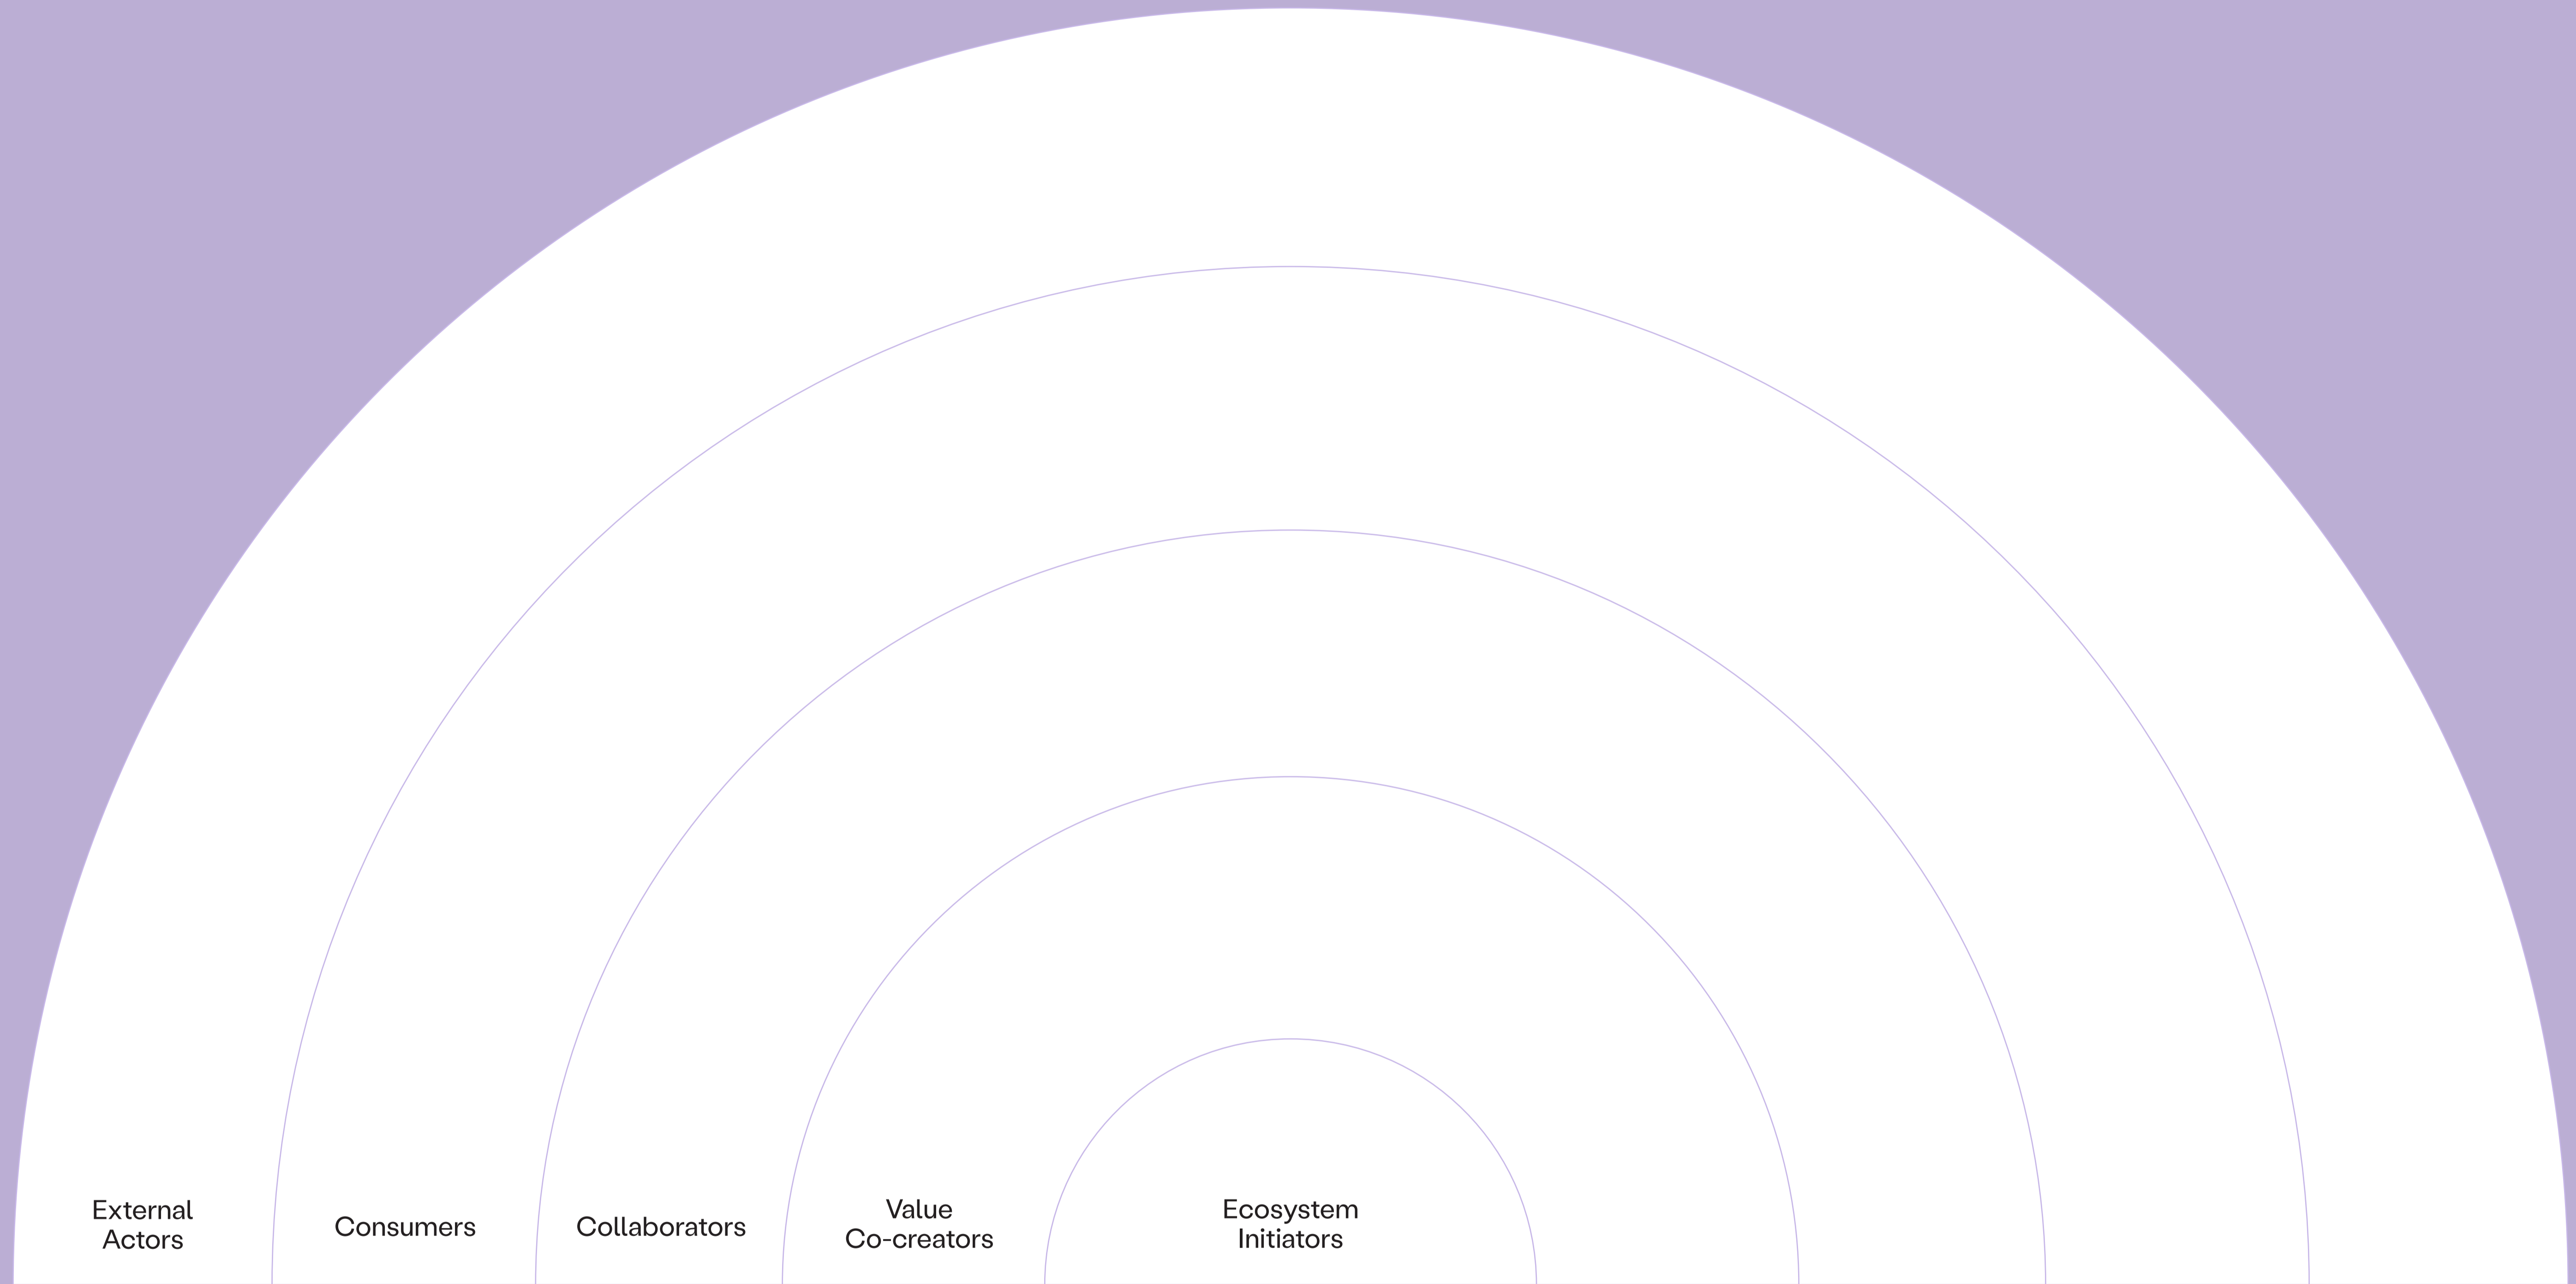 External
Actors
Consumers
Collaborators
Value
Co-creators
Ecosystem
Initiators